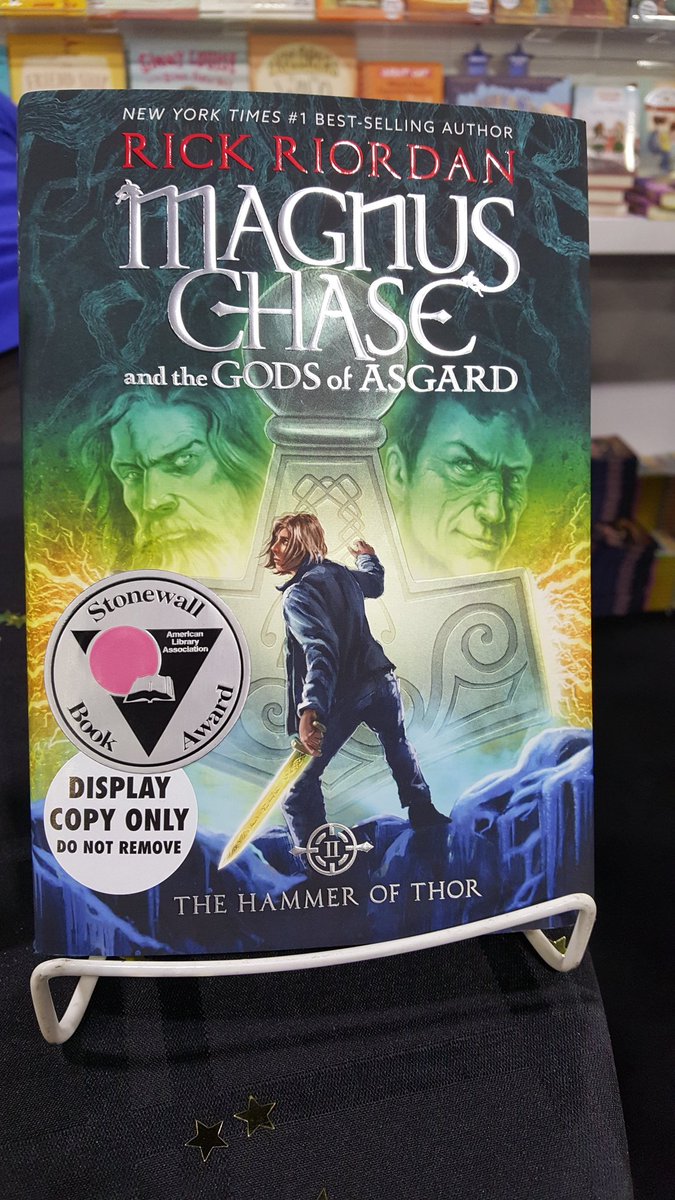 NEW YORK TIMES #1 BEST-SELLING AUTHOR
RICK RIORDAN
MAGNUS
CHASE
and the GODS of ASGARD
Stonewall
American
Library
Association
Book
Award
DISPLAY
COPY ONLY
DO NOT REMOVE
II
THE HAMMER OF THOR